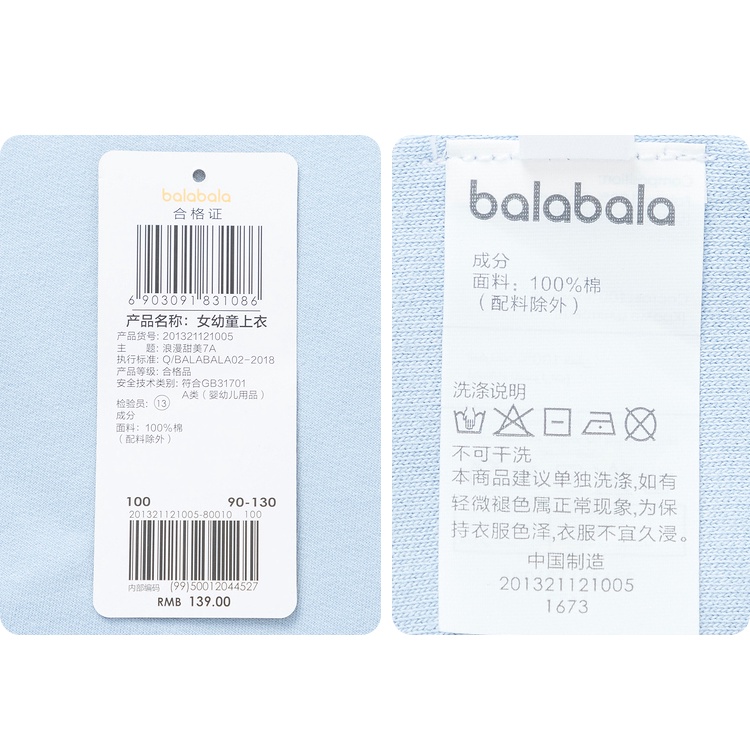 balabala
合格证
6 903091 831086
产品名称: 女幼童上衣
产品货号: 201321121005
主 题: 浪漫甜美7A
执行标准: Q/BALABALA02-2018
产品等级: 合格品
安全技术类别: 符合GB31701
A类（婴幼儿用品）
检验员: 13
成分
面料: 100%棉
（配料除外）
100 90-130
201321121005-80010 100
内部编码 (99)50012044527
RMB 139.00
balabala
成分
面料: 100%棉
（配料除外）
洗涤说明
不可干洗
本商品建议单独洗涤,如有
轻微褪色属正常现象,为保
持衣服色泽,衣服不宜久浸。
中国制造
201321121005
1673